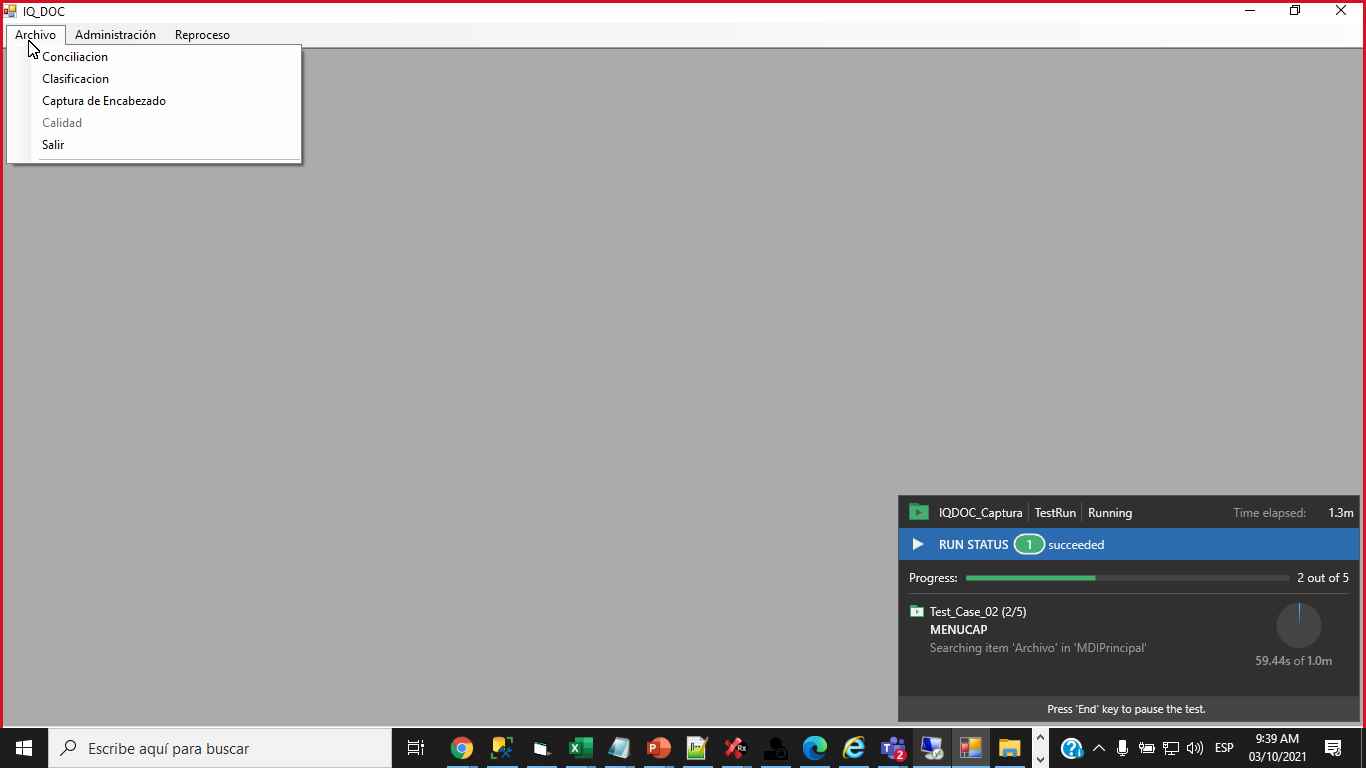 IQ_DOC
Archivo Administración Reproceso
Conciliacion
Clasificacion
Captura de Encabezado
Calidad
Salir
IQDOC_Captura TestRun Running Time elapsed: 1.3m
RUN STATUS 1 succeeded
Progress: 2 out of 5
Test_Case_02 (2/5)
MENUCAP
Searching item 'Archivo' in 'MDIPrincipal'
59.44s of 1.0m
Press 'End' key to pause the test.
Escribe aquí para buscar
2
ESP
9:39 AM
03/10/2021